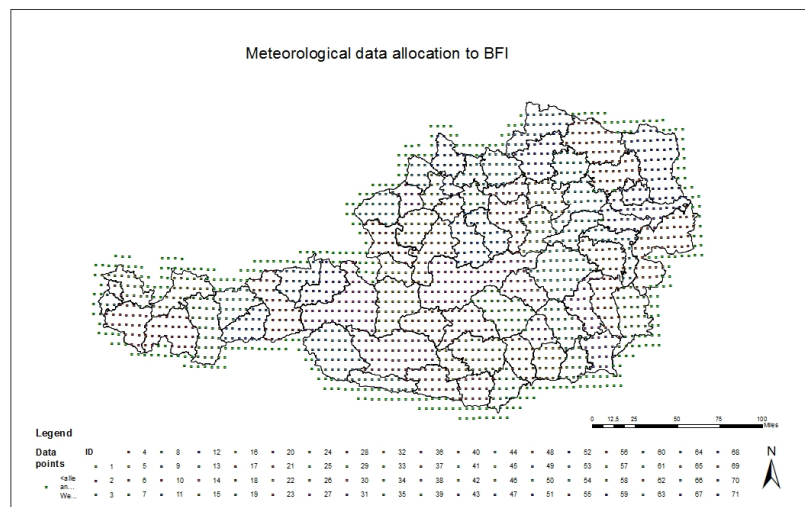 Meteorological data allocation to BFI
0 12,5 25 50 75 100
Miles
N
Legend
Data points
ID
<alle an... We...
4 8 12 16 20 24 28 32 36 40 44 48 52 56 60 64 68
1 5 9 13 17 21 25 29 33 37 41 45 49 53 57 61 65 69
2 6 10 14 18 22 26 30 34 38 42 46 50 54 58 62 66 70
3 7 11 15 19 23 27 31 35 39 43 47 51 55 59 63 67 71